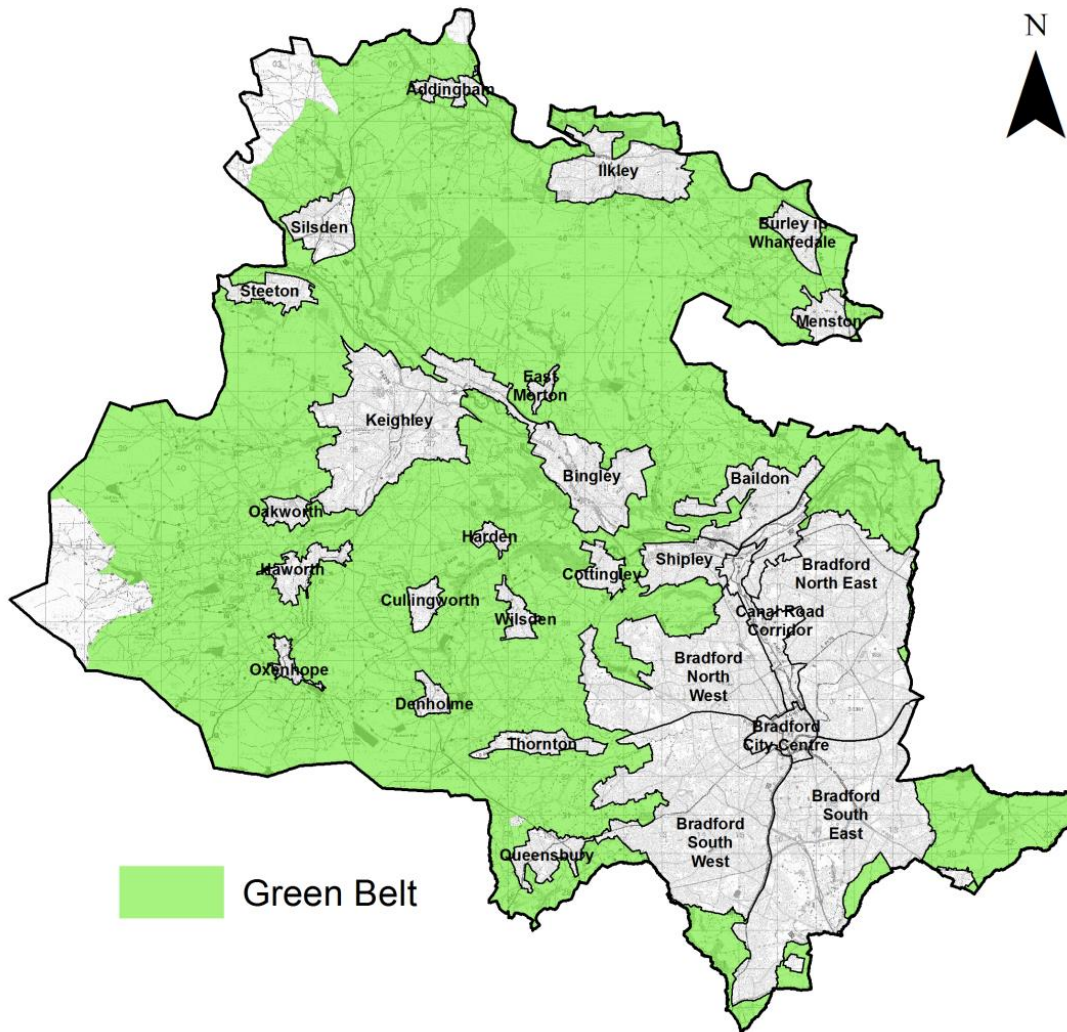 N
Addingham
Ilkley
Silsden
Burley in
Wharfedale
Steeton
Menston
East
Morton
Keighley
Bingley
Baildon
Oakworth
Harden
Shipley
Bradford
North East
Haworth
Cottingley
Cullingworth
Wilsden
Canal Road
Corridor
Oxenhope
Bradford
North
West
Denholme
Thornton
Bradford
City Centre
Bradford
South
East
Bradford
South
West
Queensbury
Green Belt